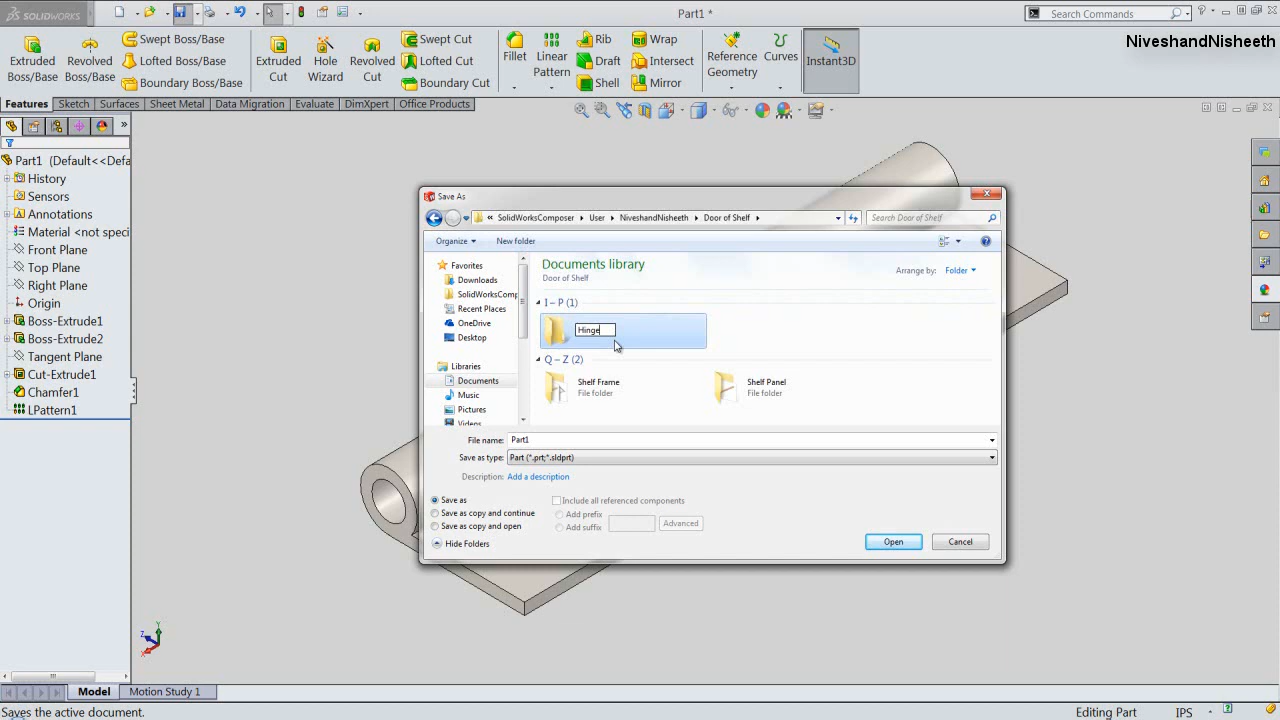 SOLIDWORKS
Part1 *
Search Commands
NiveshandNisheeth
Extruded Boss/Base
Revolved Boss/Base
Swept Boss/Base
Lofted Boss/Base
Boundary Boss/Base
Extruded Cut
Hole Wizard
Revolved Cut
Swept Cut
Lofted Cut
Boundary Cut
Fillet
Linear Pattern
Rib
Draft
Shell
Wrap
Intersect
Mirror
Reference Geometry
Curves
Instant3D
Features
Sketch
Surfaces
Sheet Metal
Data Migration
Evaluate
DimXpert
Office Products
Part1 (Default<<Defa
History
Sensors
Annotations
Material <not speci
Front Plane
Top Plane
Right Plane
Origin
Boss-Extrude1
Boss-Extrude2
Tangent Plane
Cut-Extrude1
Chamfer1
LPattern1
Save As
« SolidWorksComposer
User
NiveshandNisheeth
Door of Shelf
Search Door of Shelf
Organize
New folder
Favorites
Downloads
SolidWorksComp
Recent Places
OneDrive
Desktop
Libraries
Documents
Music
Pictures
Videos
Documents library
Door of Shelf
Arrange by:
Folder
I – P (1)
Hinge
Q – Z (2)
Shelf Frame
File folder
Shelf Panel
File folder
File name:
Part1
Save as type:
Part (*.prt;*.sldprt)
Description:
Add a description
Save as
Save as copy and continue
Save as copy and open
Include all referenced components
Add prefix
Add suffix
Advanced
Hide Folders
Open
Cancel
Y
Z
X
Model
Motion Study 1
Saves the active document.
Editing Part
IPS